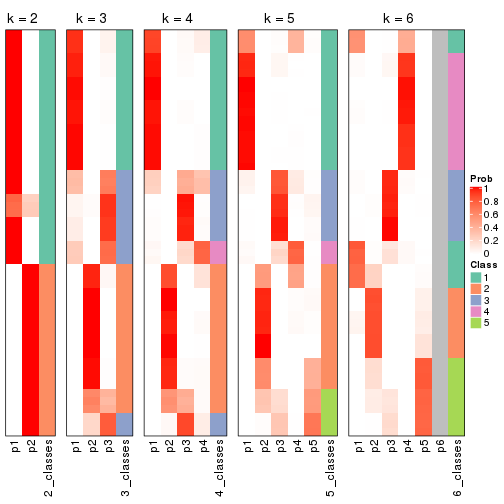 k = 2
k = 3
k = 4
k = 5
k = 6
Prob
1
0.8
0.6
0.4
0.2
0
Class
1
2
3
4
5
p1
p2
2_classes
p1
p2
p3
3_classes
p1
p2
p3
p4
4_classes
p1
p2
p3
p4
p5
5_classes
p1
p2
p3
p4
p5
p6
6_classes